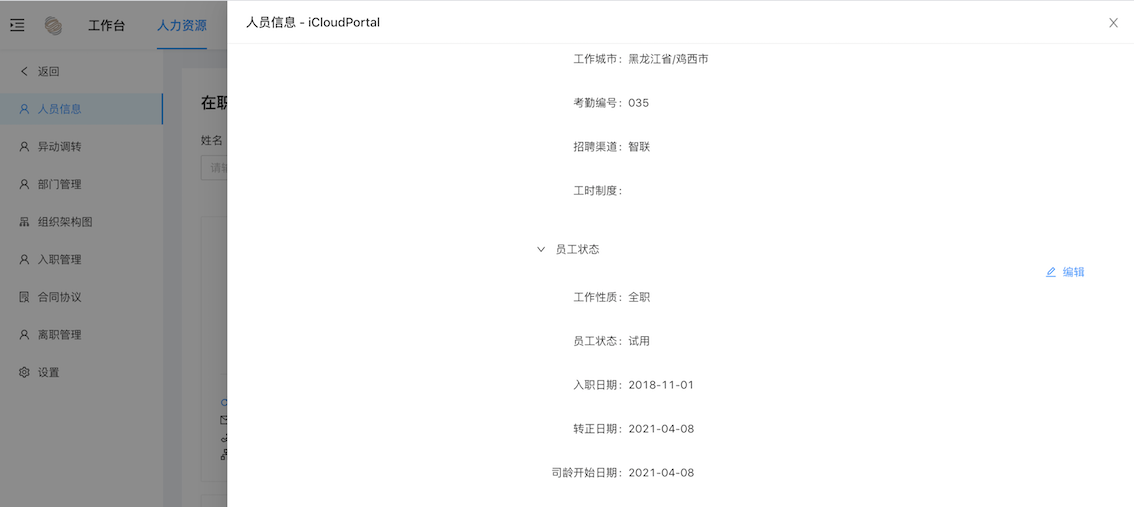 工作台
人力资源
人员信息 - iCloudPortal
返回
人员信息
异动调转
部门管理
组织架构图
入职管理
合同协议
离职管理
设置
在职
姓名
工作城市：黑龙江省/鸡西市
考勤编号：035
招聘渠道：智联
工时制度：
员工状态
编辑
工作性质：全职
员工状态：试用
入职日期：2018-11-01
转正日期：2021-04-08
司龄开始日期：2021-04-08